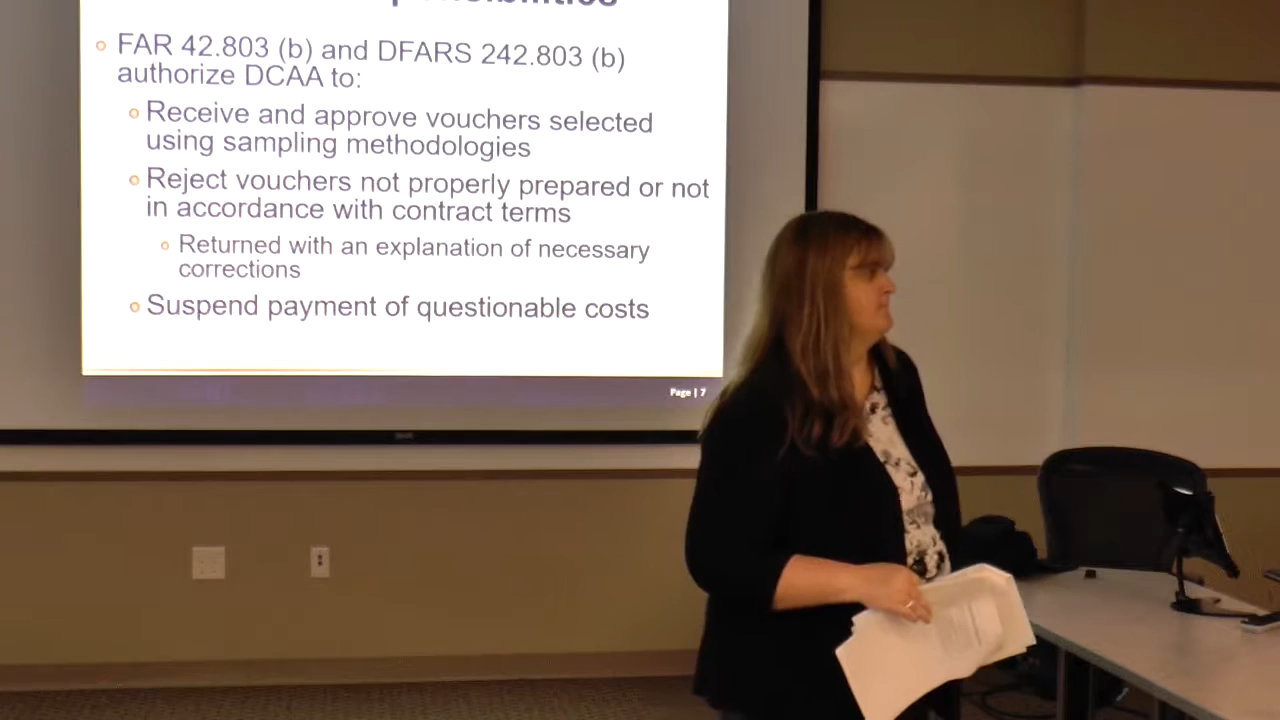 FAR 42.803 (b) and DFARS 242.803 (b)
authorize DCAA to:
Receive and approve vouchers selected
using sampling methodologies
Reject vouchers not properly prepared or not
in accordance with contract terms
Returned with an explanation of necessary
corrections
Suspend payment of questionable costs
Page | 7